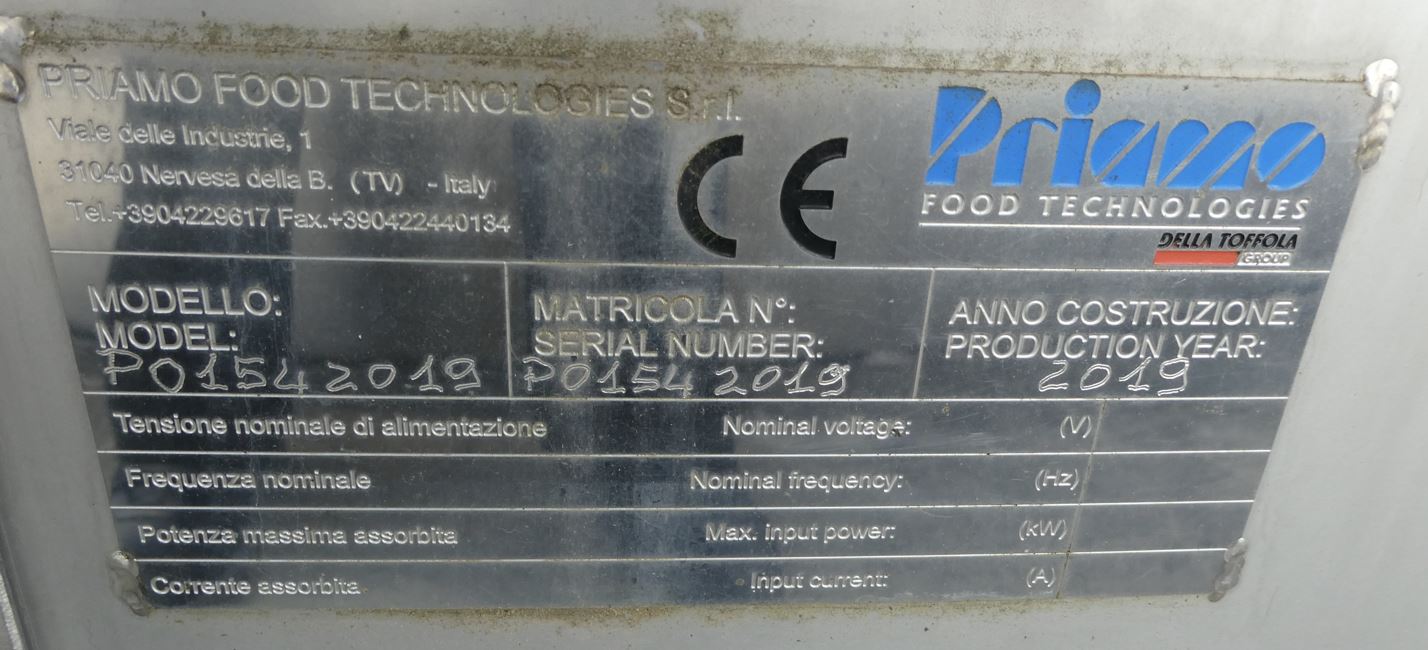 PRIAMO FOOD TECHNOLOGIES S.r.l.
Viale delle Industrie, 1
31040 Nervesa della B. (TV) - Italy
Tel.+3904229617 Fax.+390422440134
CE
Priamo
FOOD TECHNOLOGIES
DELLA TOFFOLA
GROUP
MODELLO:
MODEL:
P01542019
MATRICOLA N°:
SERIAL NUMBER:
P01542019
ANNO COSTRUZIONE:
PRODUCTION YEAR:
2019
Tensione nominale di alimentazione Nominal voltage: (V)
Frequenza nominale Nominal frequency: (Hz)
Potenza massima assorbita Max. input power: (kW)
Corrente assorbita Input current: (A)